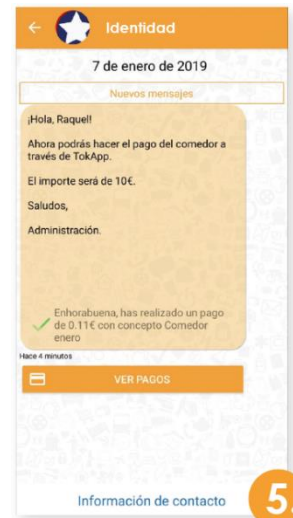 Identidad
7 de enero de 2019
Nuevos mensajes
¡Hola, Raquel!
Ahora podrás hacer el pago del comedor a
través de TokApp.
El importe será de 10€.
Saludos,
Administración.
Enhorabuena, has realizado un pago
de 0.11€ con concepto Comedor
enero
Hace 4 minutos
VER PAGOS
Información de contacto
5.